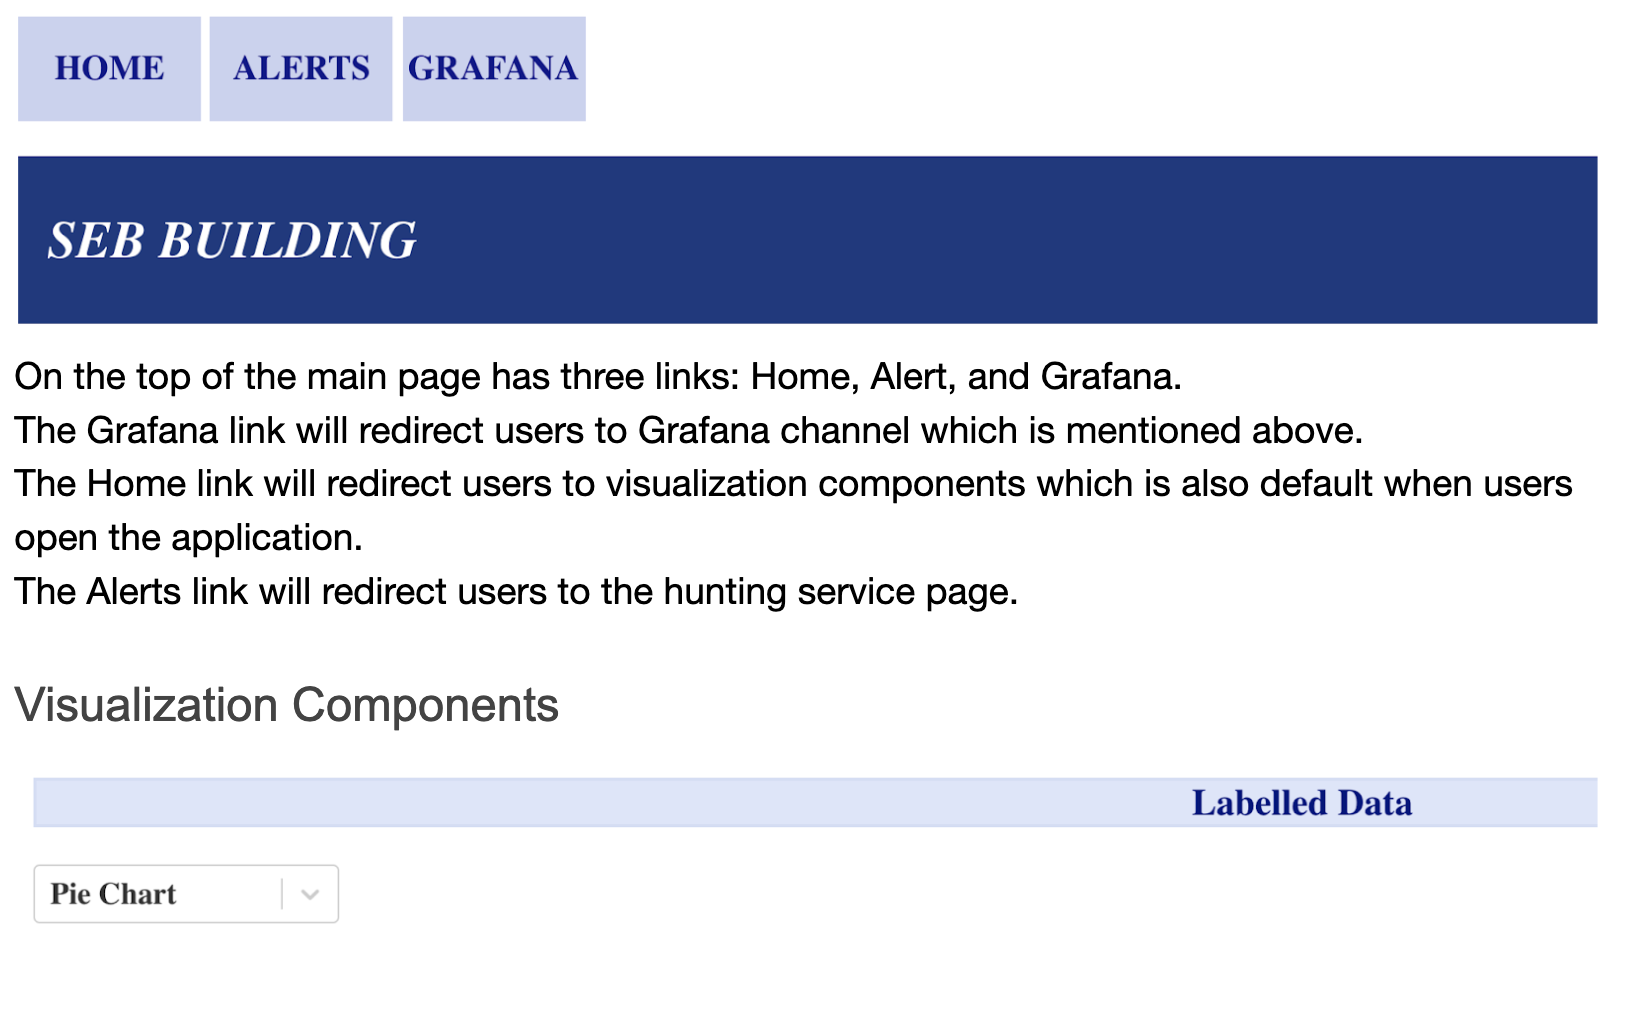 HOME ALERTS GRAFANA
SEB BUILDING
On the top of the main page has three links: Home, Alert, and Grafana.
The Grafana link will redirect users to Grafana channel which is mentioned above.
The Home link will redirect users to visualization components which is also default when users
open the application.
The Alerts link will redirect users to the hunting service page.
Visualization Components
Labelled Data
Pie Chart